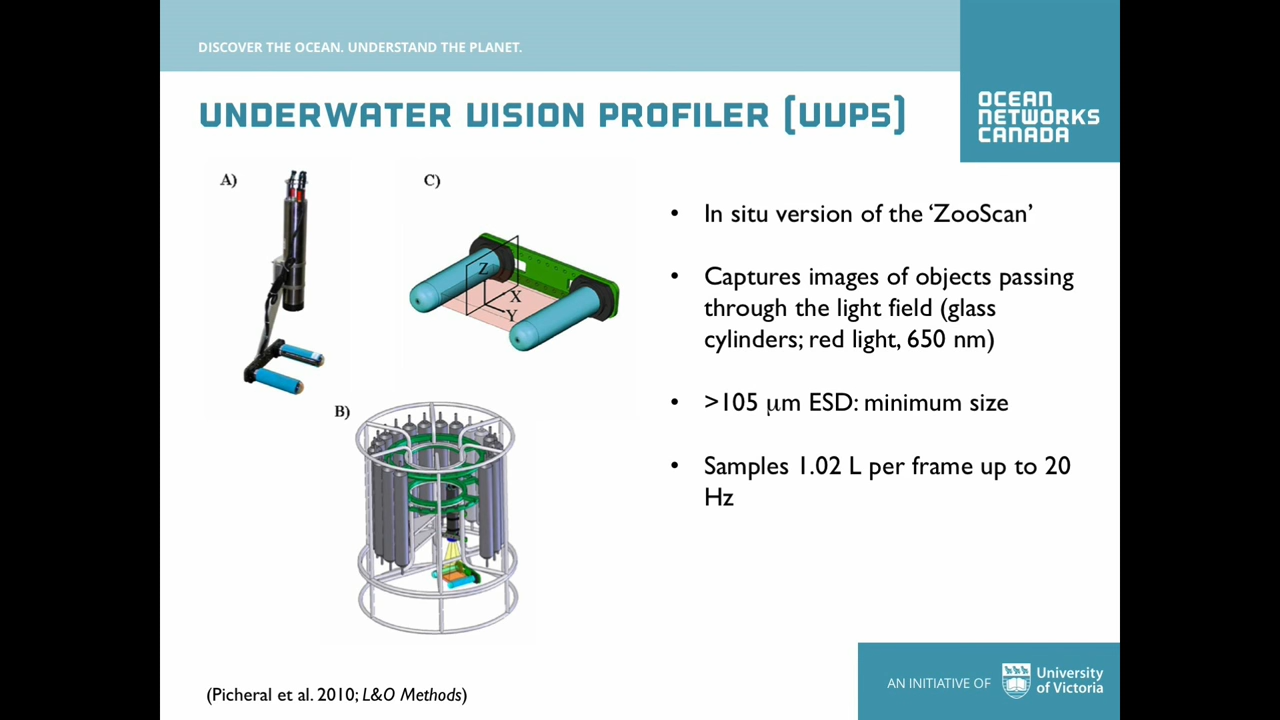 DISCOVER THE OCEAN. UNDERSTAND THE PLANET.
OCEAN
NETWORKS
CANADA
UNDERWATER VISION PROFILER (UVP5)
A)
C)
Z
X
Y
B)
• In situ version of the ‘ZooScan’
• Captures images of objects passing
through the light field (glass
cylinders; red light, 650 nm)
• >105 μm ESD: minimum size
• Samples 1.02 L per frame up to 20
Hz
(Picheral et al. 2010; L&O Methods)
AN INITIATIVE OF
University
of Victoria